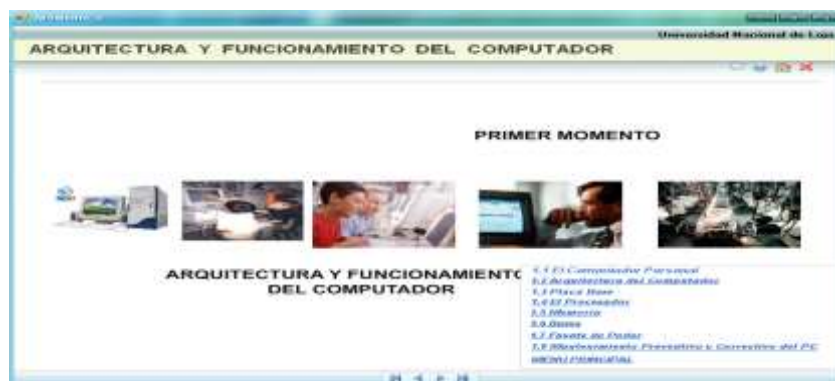 Universidad Nacional de Loja
ARQUITECTURA Y FUNCIONAMIENTO DEL COMPUTADOR
PRIMER MOMENTO
ARQUITECTURA Y FUNCIONAMIENTO
DEL COMPUTADOR
1.1 El Computador Personal
1.2 Arquitectura del Computador
1.3 Placa Base
1.4 El Procesador
1.5 Memoria
1.6 Buses
1.7 Fuente de Poder
1.8 Mantenimiento Preventivo y Correctivo del PC
MENU PRINCIPAL